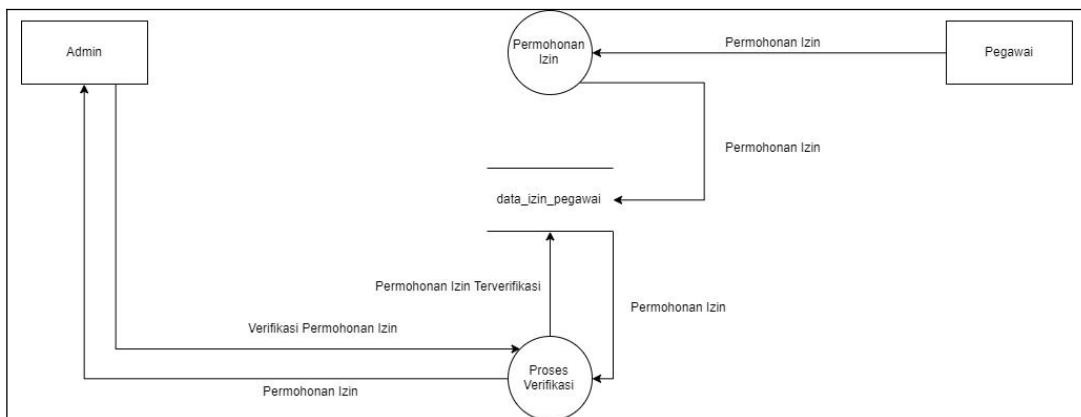 Admin
Permohonan
Izin
Permohonan Izin
Pegawai
Permohonan Izin
data_izin_pegawai
Permohonan Izin Terverifikasi
Permohonan Izin
Verifikasi Permohonan Izin
Proses
Verifikasi
Permohonan Izin